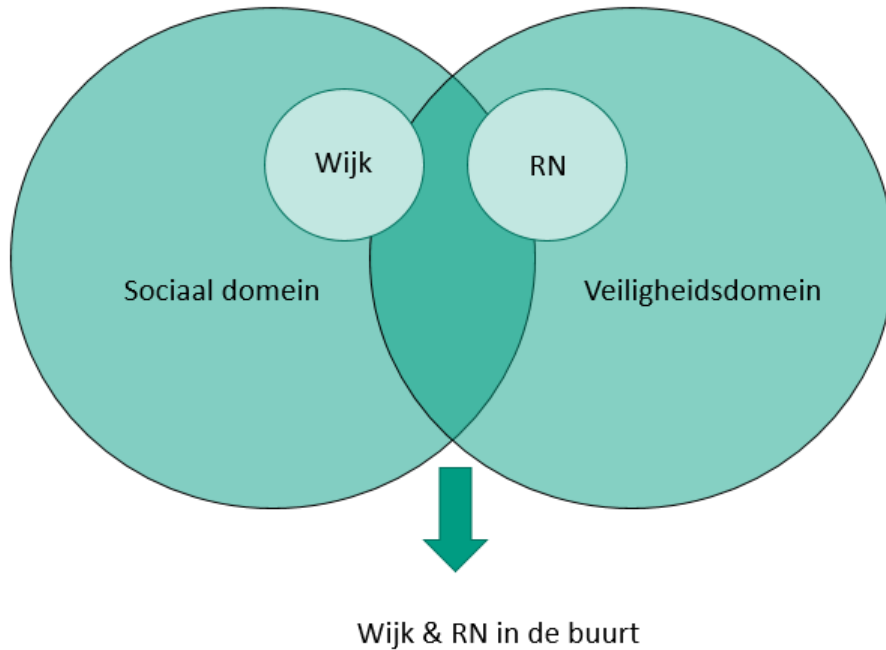 Wijk
RN
Sociaal domein
Veiligheidsdomein
Wijk & RN in de buurt